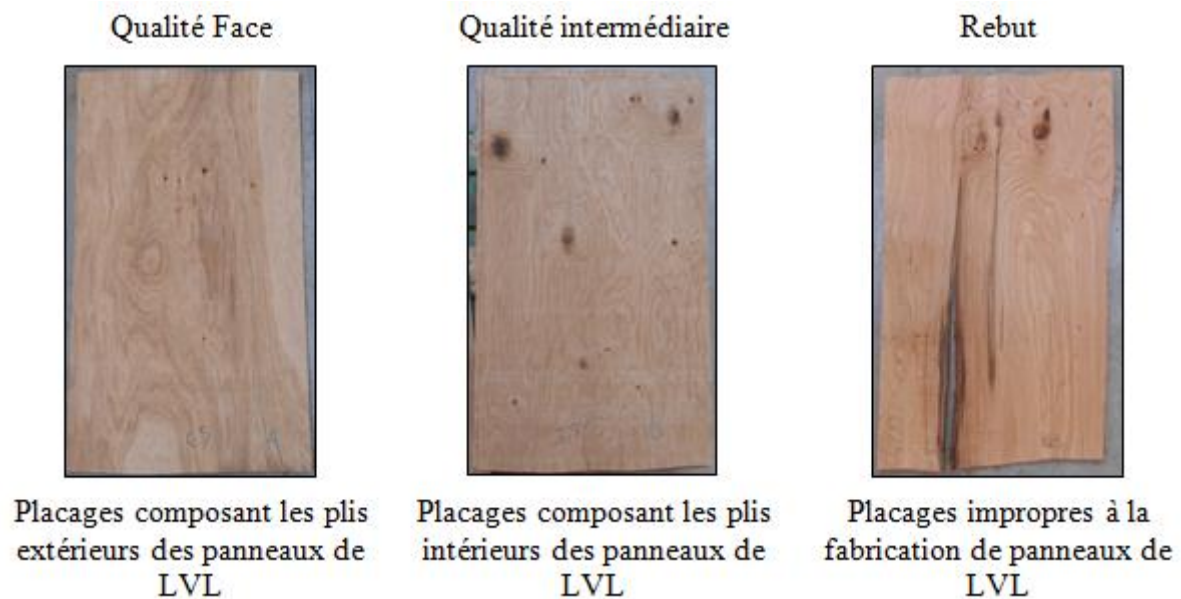 Qualité Face
Qualité intermédiaire
Rebut
Placages composant les plis
extérieurs des panneaux de
LVL
Placages composant les plis
intérieurs des panneaux de
LVL
Placages impropres à la
fabrication de panneaux de
LVL